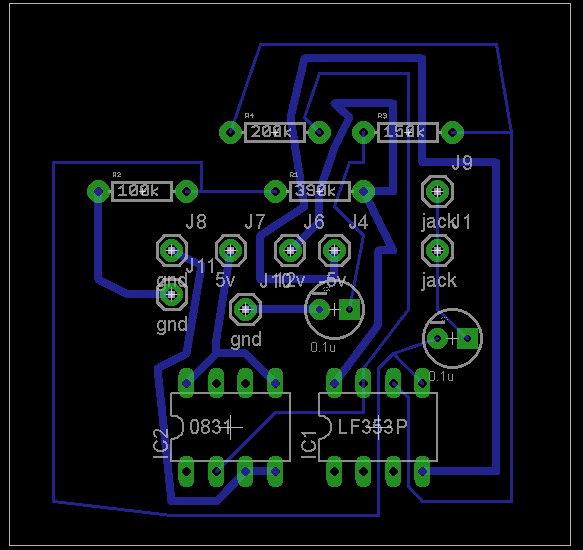 R4
200k
R3
150k
R2
100k
R1
390k
J9
J8
J7
J6
J4
jack
J1
J11
gnd
5v
J10
12v
-5v
jack
gnd
gnd
0.1u
0.1u
IC2
0831
IC1
LF353P